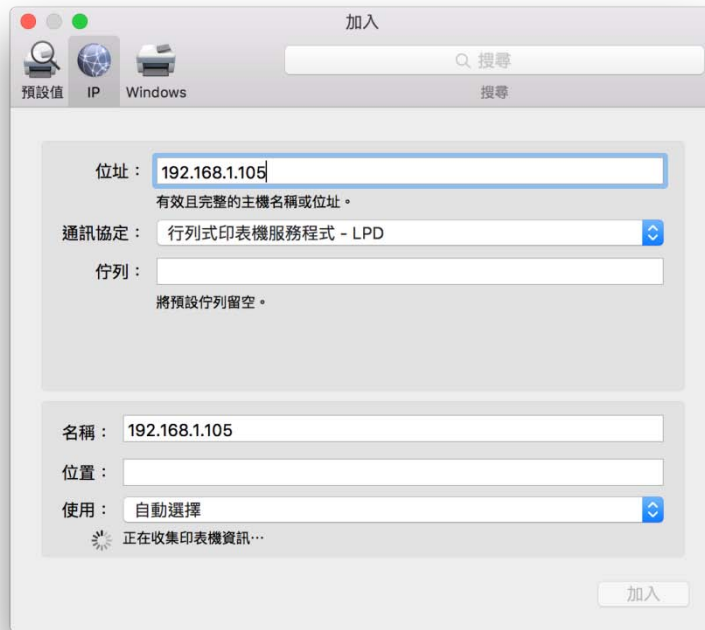 加入
預設值 IP Windows
搜尋
搜尋
位址： 192.168.1.105
有效且完整的主機名稱或位址。
通訊協定： 行列式印表機服務程式 - LPD
佇列：
將預設佇列留空。
名稱： 192.168.1.105
位置：
使用： 自動選擇
正在收集印表機資訊⋯
加入